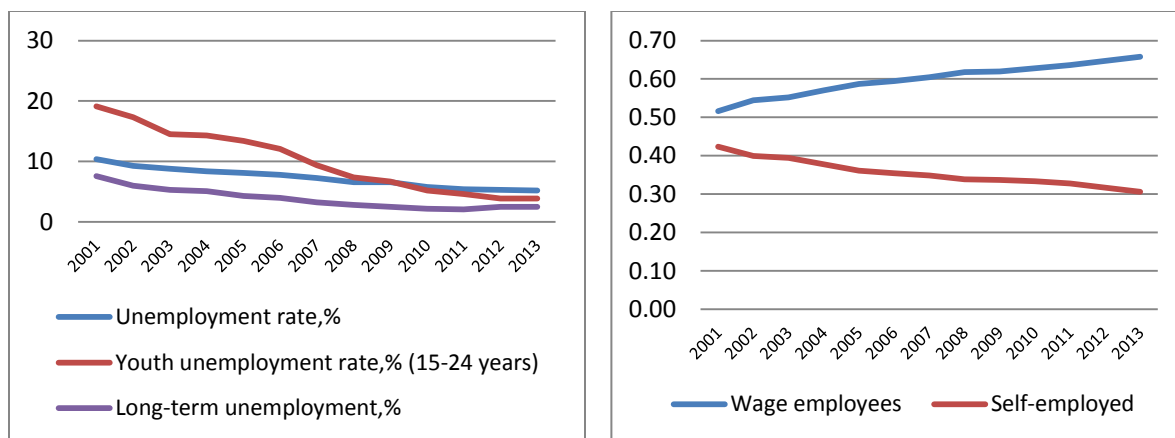 30
20
10
0
2001 2002 2003 2004 2005 2006 2007 2008 2009 2010 2011 2012 2013
Unemployment rate,%
Youth unemployment rate,% (15-24 years)
Long-term unemployment,%
0.70
0.60
0.50
0.40
0.30
0.20
0.10
0.00
2001 2002 2003 2004 2005 2006 2007 2008 2009 2010 2011 2012 2013
Wage employees Self-employed